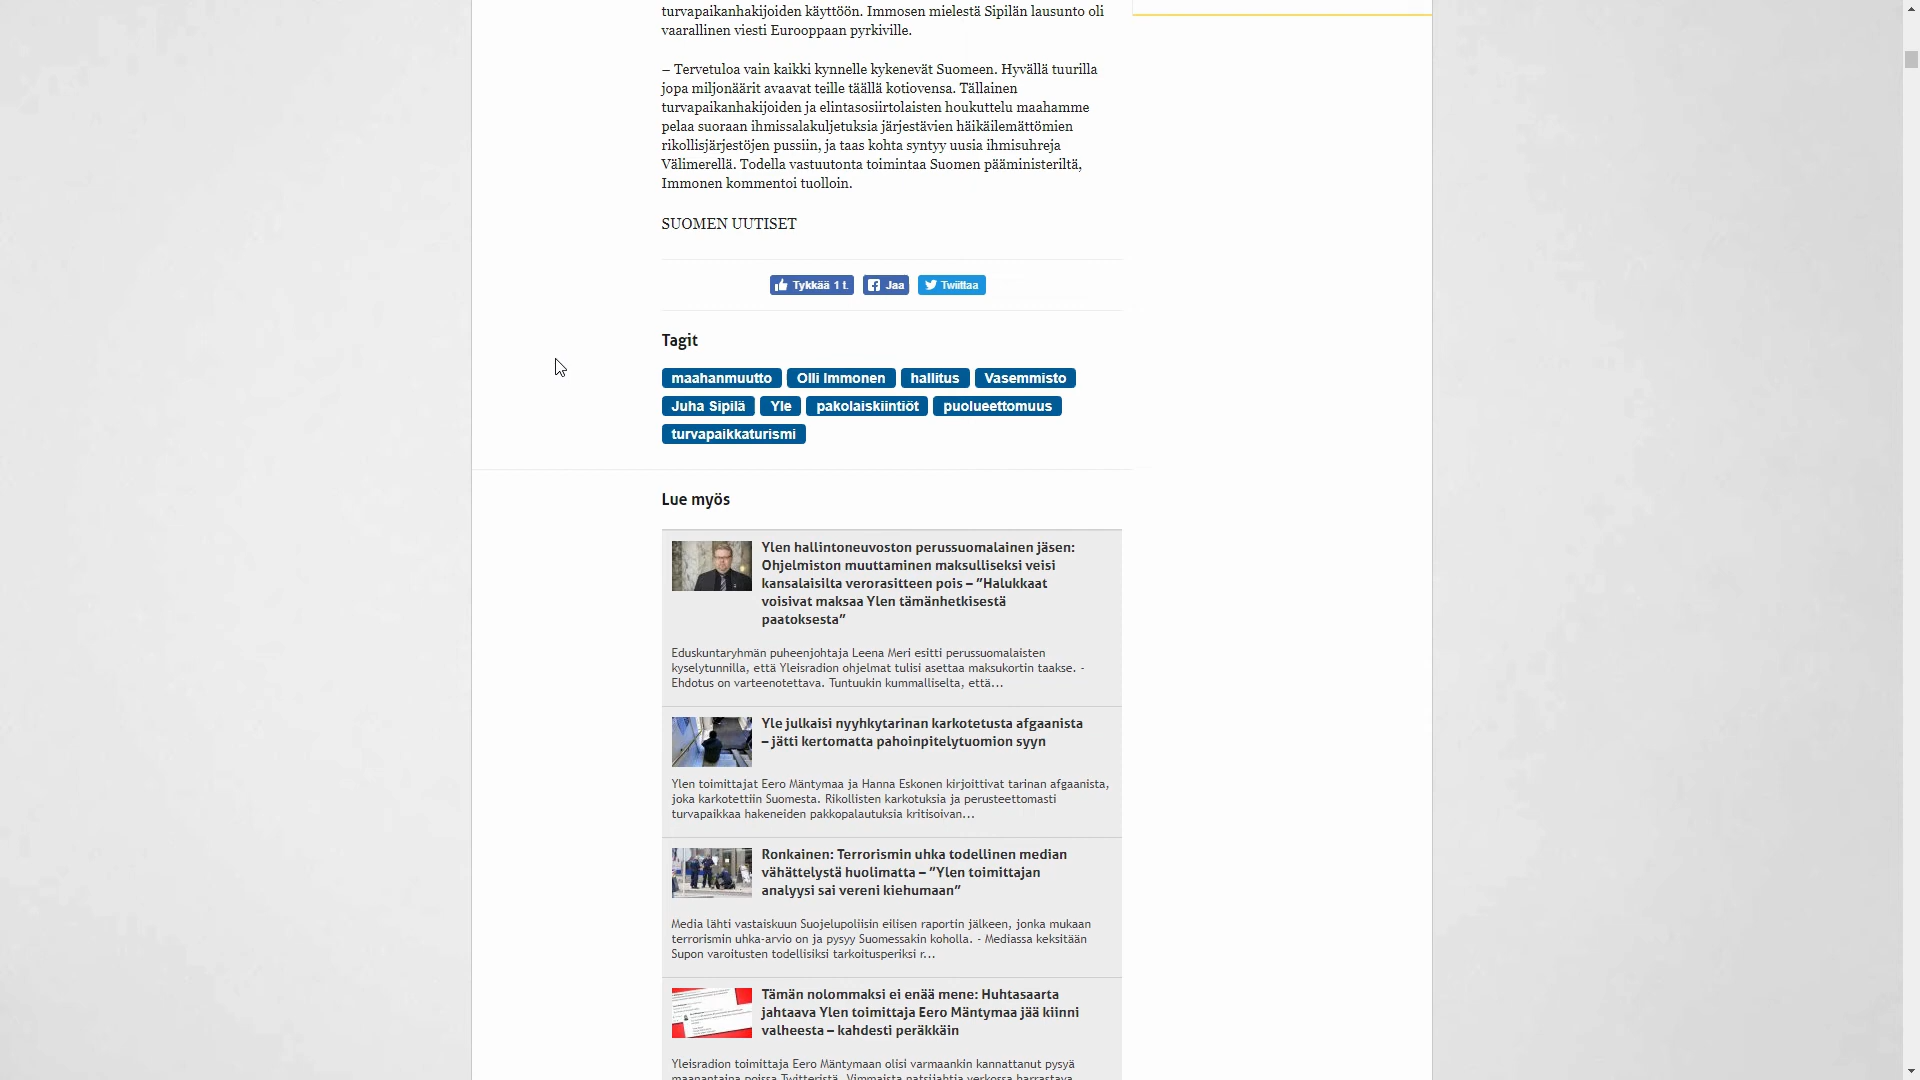 turvapaikanhakijoiden käyttöön. Immosen mielestä Sipilän lausunto oli
vaarallinen viesti Eurooppaan pyrkiville.
– Tervetuloa vain kaikki kynnelle kykenevät Suomeen. Hyvällä tuurilla
jopa miljonäärit avaavat teille täällä kotiovensa. Tällainen
turvapaikanhakijoiden ja elintasosiirtolaisten houkuttelu maahamme
pelaa suoraan ihmissalakuljetuksia järjestävien häikäilemättömien
rikollisjärjestöjen pussiin, ja taas kohta syntyy uusia ihmisuhreja
Välimerellä. Todella vastuutonta toimintaa Suomen pääministeriltä,
Immonen kommentoi tuolloin.
SUOMEN UUTISET
Tykkää 1 t. Jaa Twiittaa
Tagit
maahanmuutto Olli Immonen hallitus Vasemmisto
Juha Sipilä Yle pakolaiskiintiöt puolueettomuus
turvapaikkaturismi
Lue myös
Ylen hallintoneuvoston perussuomalainen jäsen:
Ohjelmiston muuttaminen maksulliseksi veisi
kansalaisilta verorasitteen pois – ”Halukkaat
voisivat maksaa Ylen tämänhetkisestä
paatoksesta”
Eduskuntaryhmän puheenjohtaja Leena Meri esitti perussuomalaisten
kyselytunnilla, että Yleisradion ohjelmat tulisi asettaa maksukortin taakse. -
Ehdotus on varteenotettava. Tuntuukin kummalliselta, että...
Yle julkaisi nyyhkytarinan karkotetusta afgaanista
– jätti kertomatta pahoinpitelytuomion syyn
Ylen toimittajat Eero Mäntymaa ja Hanna Eskonen kirjoittivat tarinan afgaanista,
joka karkotettiin Suomesta. Rikollisten karkotuksia ja perusteettomasti
turvapaikkaa hakeneiden pakkopalautuksia kritisoivan...
Ronkainen: Terrorismin uhka todellinen median
vähättelystä huolimatta – ”Ylen toimittajan
analyysi sai vereni kiehumaan”
Media lähti vastaiskuun Suojelupoliisin eilisen raportin jälkeen, jonka mukaan
terrorismin uhka-arvio on ja pysyy Suomessakin koholla. - Mediassa keksitään
Supon varoitusten todellisiksi tarkoitusperiksi r...
Tämän nolommaksi ei enää mene: Huhtasaarta
jahtaava Ylen toimittaja Eero Mäntymaa jää kiinni
valheesta – kahdesti peräkkäin
Yleisradion toimittaja Eero Mäntymaan olisi varmaankin kannattanut pysyä
maanantaina poissa Twitteristä. Vimmaista natsijahtia verkossa harrastava